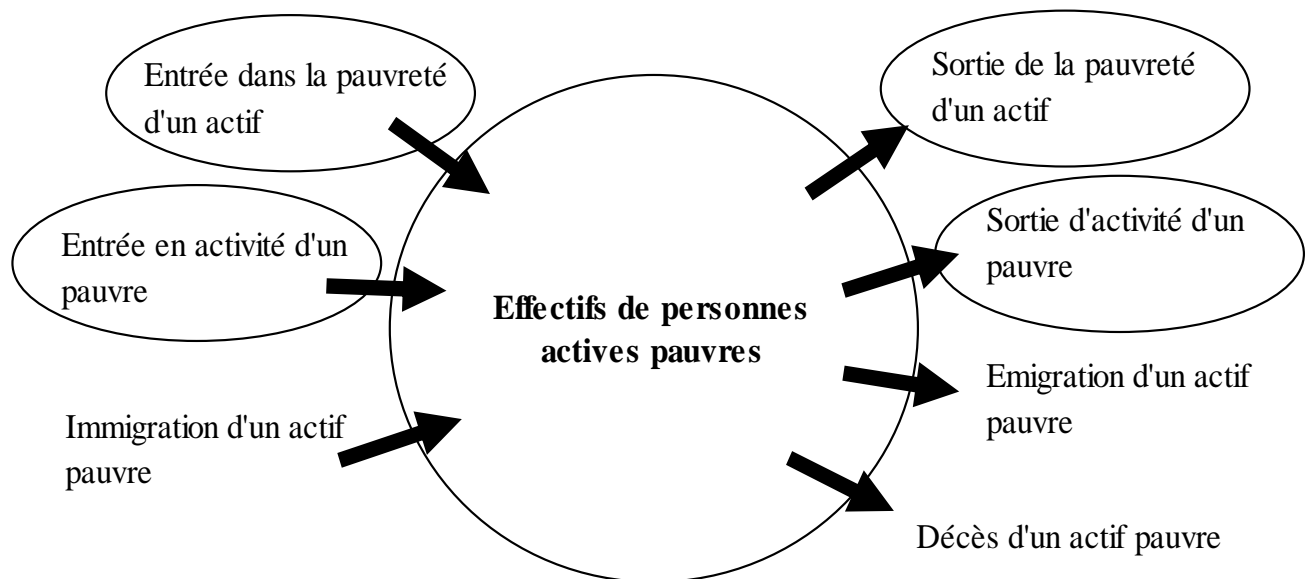 Entrée dans la pauvreté
d'un actif
Entrée en activité d'un
pauvre
Immigration d'un actif
pauvre
Effectifs de personnes
actives pauvres
Sortie de la pauvreté
d'un actif
Sortie d'activité d'un
pauvre
Emigration d'un actif
pauvre
Décès d'un actif pauvre